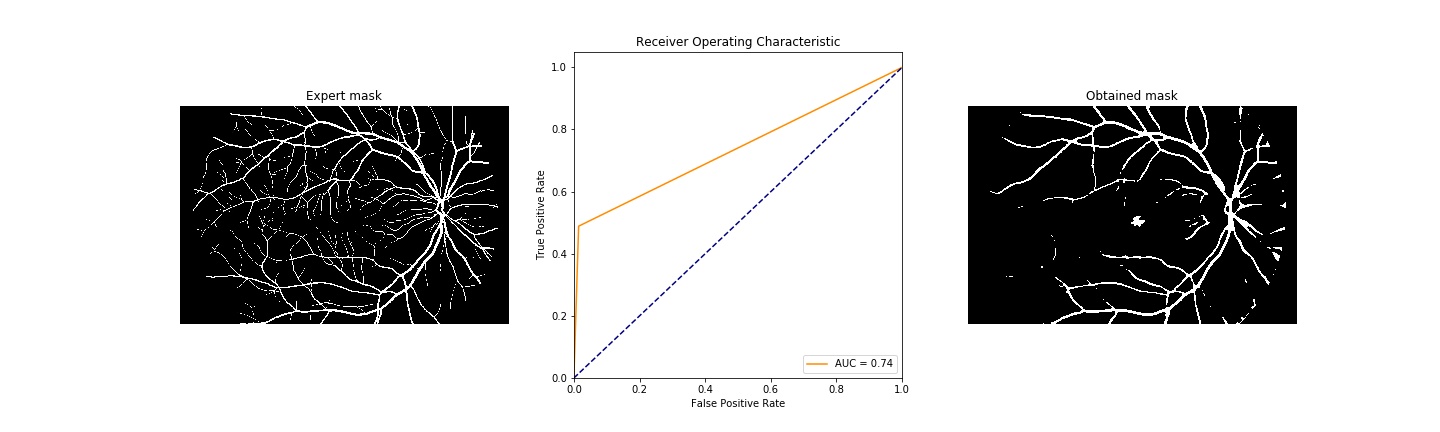 Expert mask
Receiver Operating Characteristic
1.0
0.8
0.6
0.4
0.2
0.0
True Positive Rate
0.0 0.2 0.4 0.6 0.8 1.0
False Positive Rate
AUC = 0.74
Obtained mask